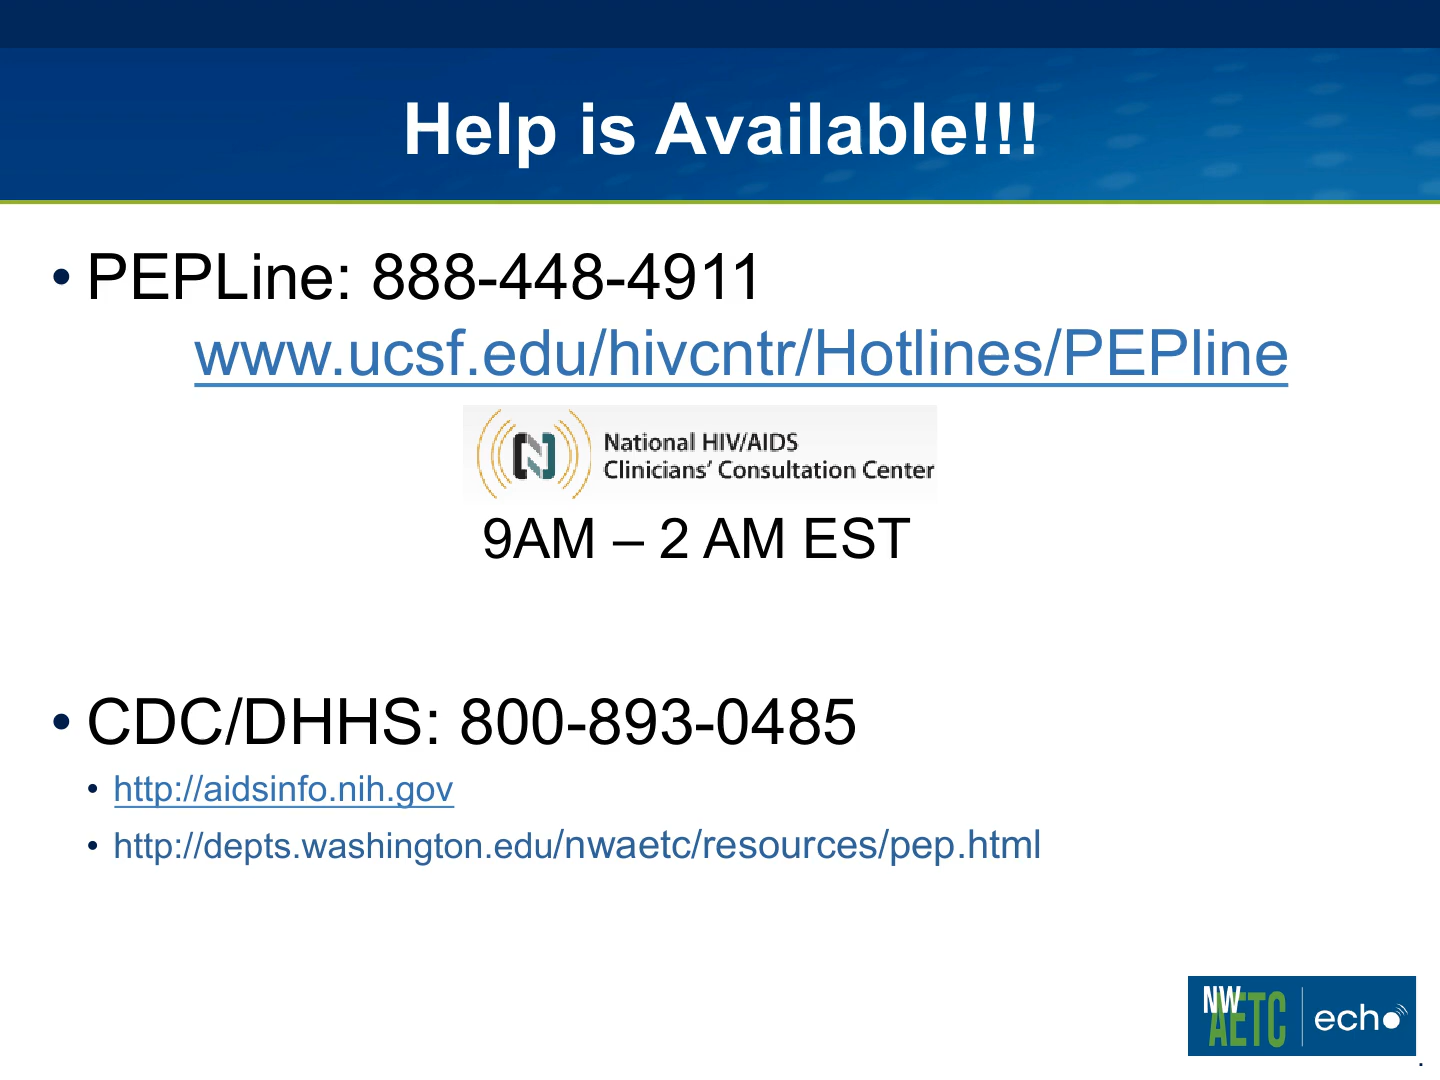 Help is Available!!!
• PEPLine: 888-448-4911
www.ucsf.edu/hivcntr/Hotlines/PEPline
National HIV/AIDS
Clinicians' Consultation Center
9AM – 2 AM EST
• CDC/DHHS: 800-893-0485
• http://aidsinfo.nih.gov
• http://depts.washington.edu/nwaetc/resources/pep.html
NW
AETC
echo